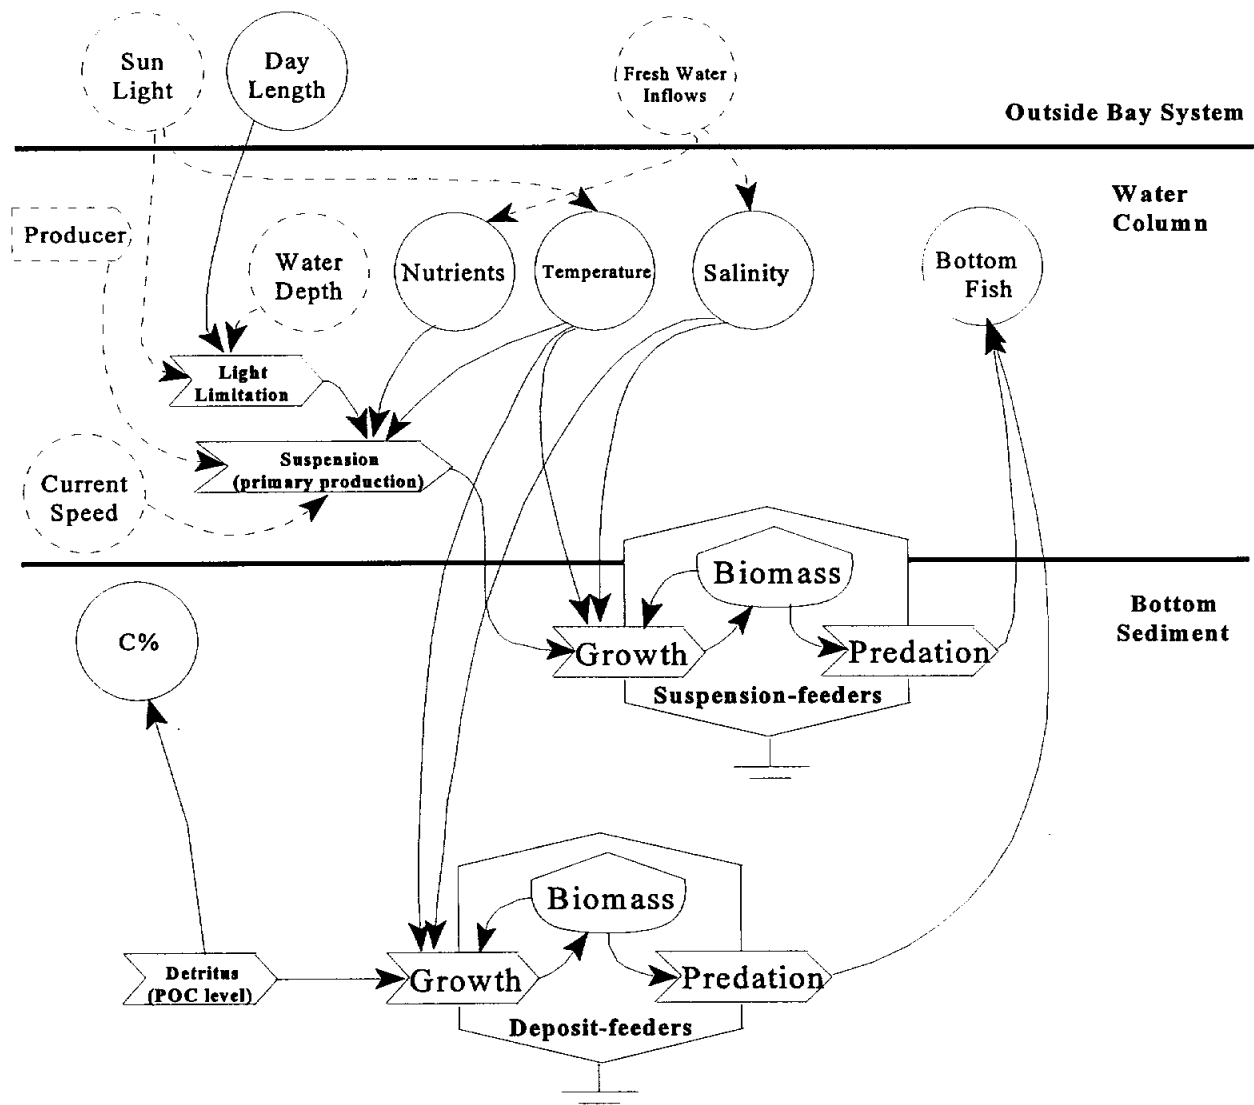 Sun
Light
Day
Length
Fresh Water
Inflows
Outside Bay System
Water
Column
Producer
Water
Depth
Nutrients
Temperature
Salinity
Bottom
Fish
Light
Limitation
Suspension
(primary production)
Current
Speed
Biomass
Bottom
Sediment
C%
Growth
Predation
Suspension-feeders
Biomass
Detritus
(POC level)
Growth
Predation
Deposit-feeders